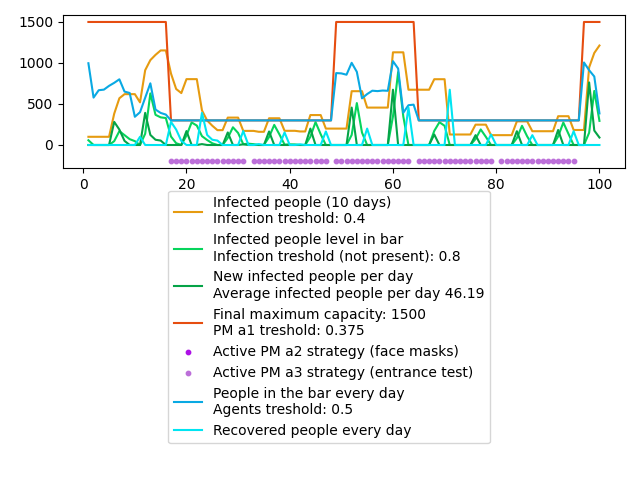 1500
1000
500
0
0
20
40
60
80
100
Infected people (10 days)
Infection treshold: 0.4
Infected people level in bar
Infection treshold (not present): 0.8
New infected people per day
Average infected people per day 46.19
Final maximum capacity: 1500
PM a1 treshold: 0.375
Active PM a2 strategy (face masks)
Active PM a3 strategy (entrance test)
People in the bar every day
Agents treshold: 0.5
Recovered people every day